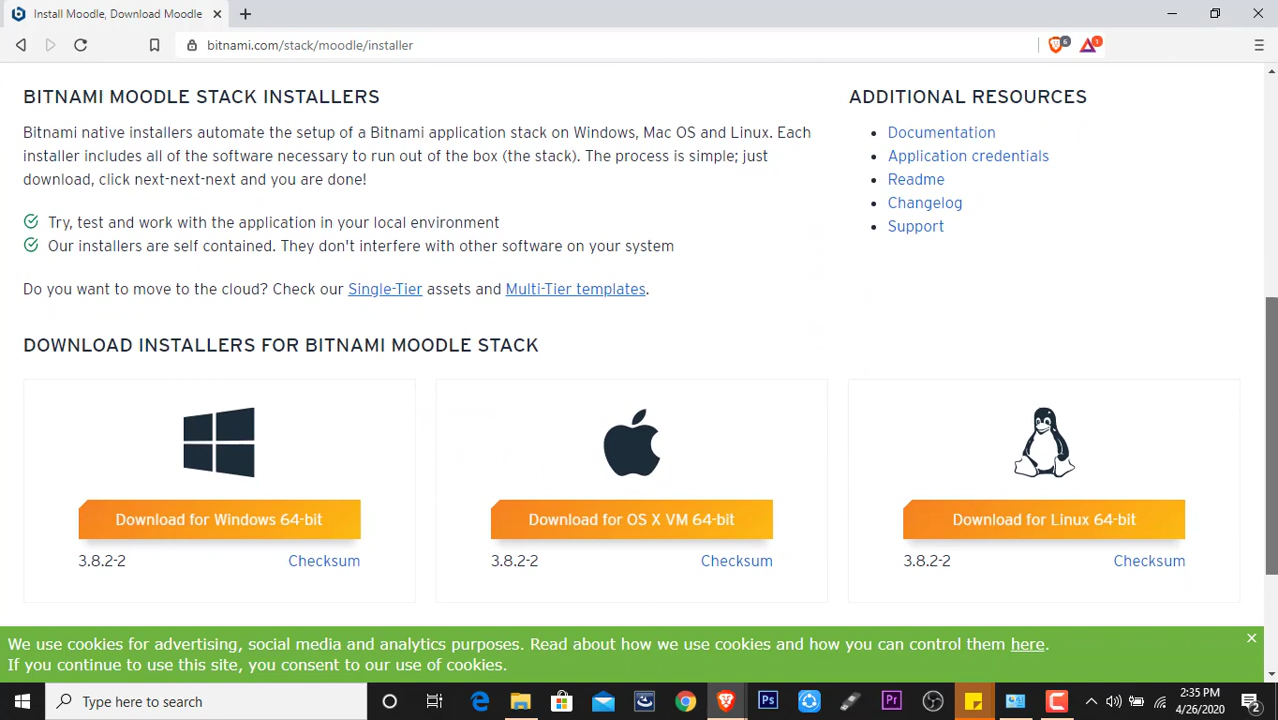 Install Moodle, Download Moodle
bitnami.com/stack/moodle/installer
6
1
BITNAMI MOODLE STACK INSTALLERS
Bitnami native installers automate the setup of a Bitnami application stack on Windows, Mac OS and Linux. Each
installer includes all of the software necessary to run out of the box (the stack). The process is simple; just
download, click next-next-next and you are done!
Try, test and work with the application in your local environment
Our installers are self contained. They don't interfere with other software on your system
Do you want to move to the cloud? Check our Single-Tier assets and Multi-Tier templates.
ADDITIONAL RESOURCES
Documentation
Application credentials
Readme
Changelog
Support
DOWNLOAD INSTALLERS FOR BITNAMI MOODLE STACK
Download for Windows 64-bit
3.8.2-2 Checksum
Download for OS X VM 64-bit
3.8.2-2 Checksum
Download for Linux 64-bit
3.8.2-2 Checksum
We use cookies for advertising, social media and analytics purposes. Read about how we use cookies and how you can control them here.
If you continue to use this site, you consent to our use of cookies.
Type here to search
Ps
Pr
2:35 PM
4/26/2020
2